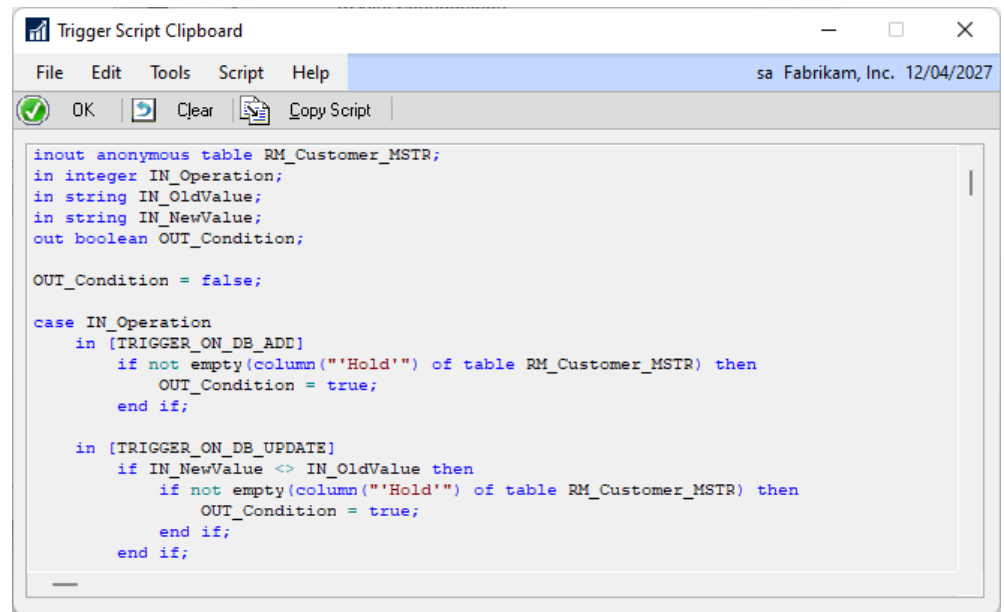 Trigger Script Clipboard
File Edit Tools Script Help sa Fabrikam, Inc. 12/04/2027
OK Clear Copy Script
inout anonymous table RM_Customer_MSTR;
in integer IN_Operation;
in string IN_OldValue;
in string IN_NewValue;
out boolean OUT_Condition;
OUT_Condition = false;
case IN_Operation
in [TRIGGER_ON_DB_ADD]
if not empty(column("'Hold'") of table RM_Customer_MSTR) then
OUT_Condition = true;
end if;
in [TRIGGER_ON_DB_UPDATE]
if IN_NewValue <> IN_OldValue then
if not empty(column("'Hold'") of table RM_Customer_MSTR) then
OUT_Condition = true;
end if;
end if;